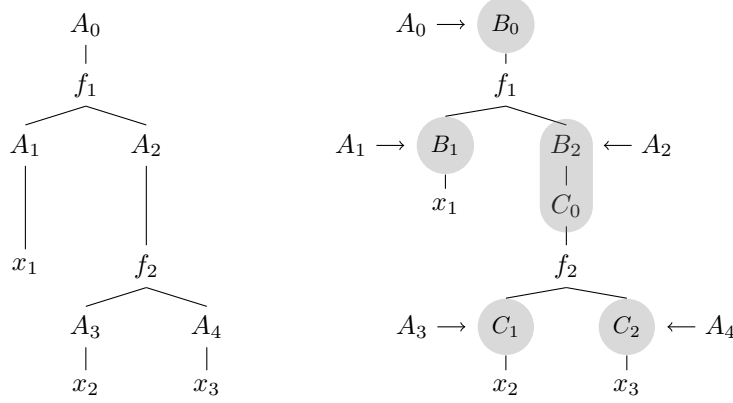 A₀
f₁
A₁ A₂
x₁
f₂
A₃ A₄
x₂ x₃
A₀ → B₀
f₁
A₁ → B₁ B₂ ← A₂
x₁ C₀
f₂
A₃ → C₁ C₂ ← A₄
x₂ x₃